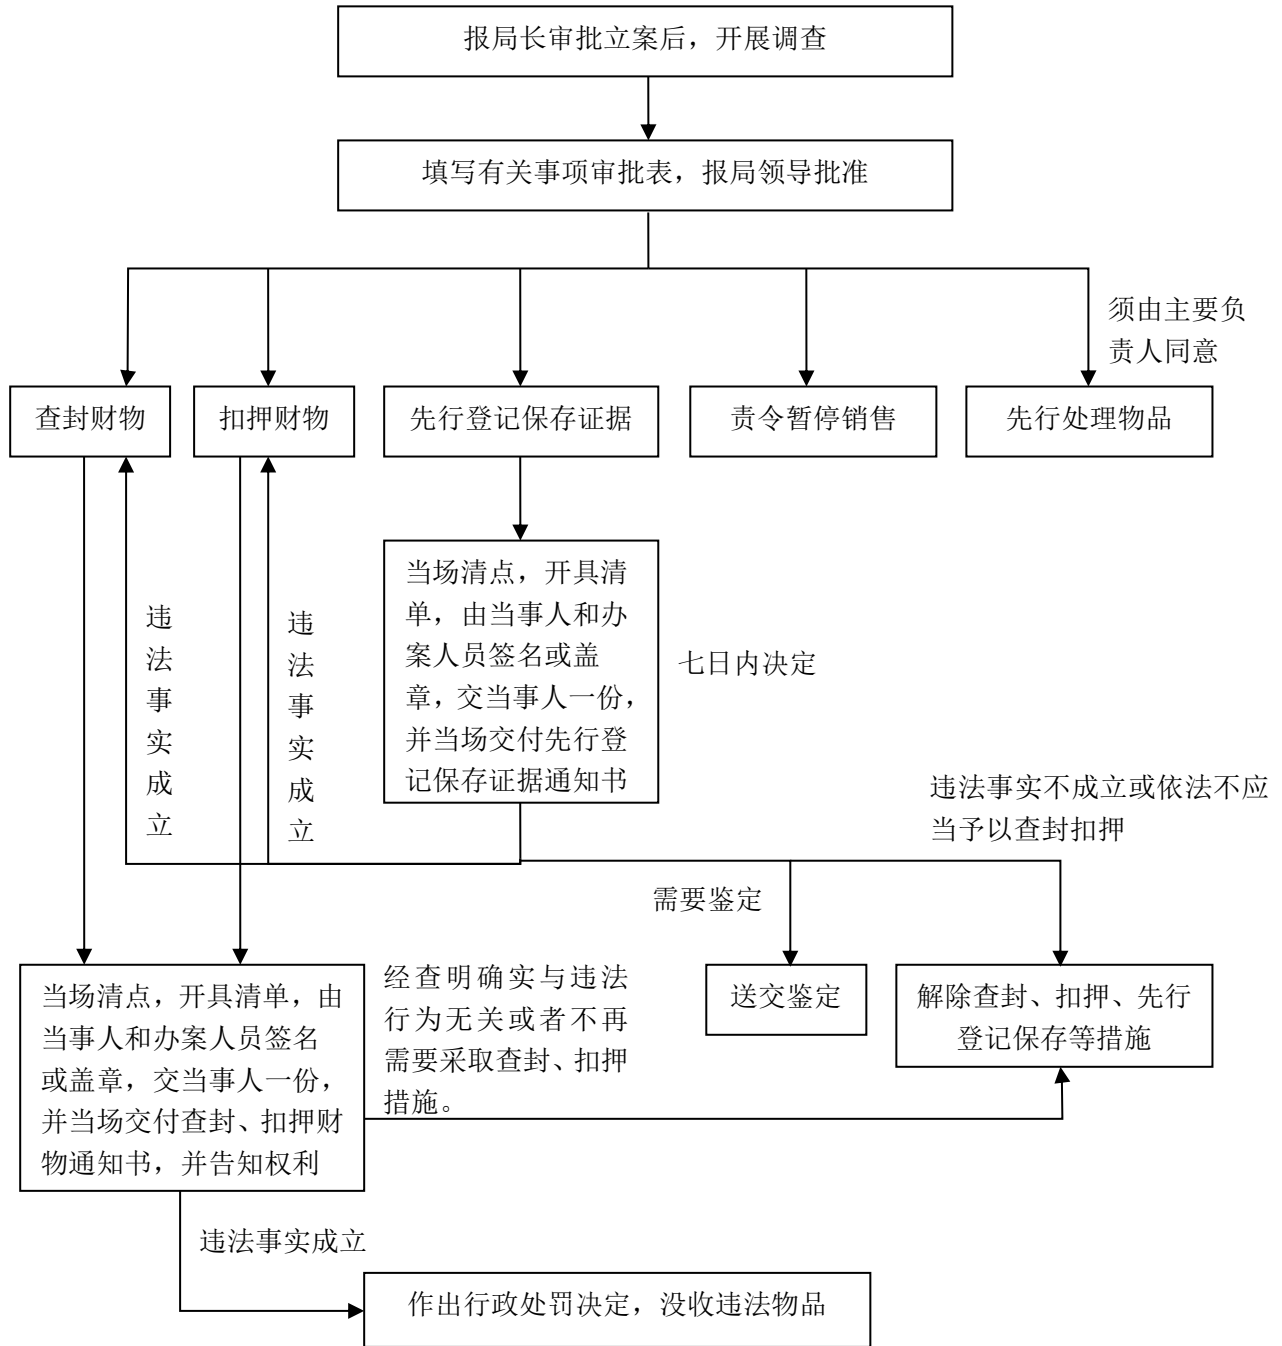 报局长审批立案后，开展调查
填写有关事项审批表，报局领导批准
须由主要负
责人同意
查封财物
扣押财物
先行登记保存证据
责令暂停销售
先行处理物品
当场清点，开具清
单，由当事人和办
案人员签名或盖
章，交当事人一份，
并当场交付先行登
记保存证据通知书
七日内决定
违
法
事
实
成
立
违
法
事
实
成
立
违法事实不成立或依法不应
当予以查封扣押
需要鉴定
当场清点，开具清单，由
当事人和办案人员签名
或盖章，交当事人一份，
并当场交付查封、扣押财
物通知书，并告知权利
经查明确实与违法
行为无关或者不再
需要采取查封、扣押
措施。
送交鉴定
解除查封、扣押、先行
登记保存等措施
违法事实成立
作出行政处罚决定，没收违法物品